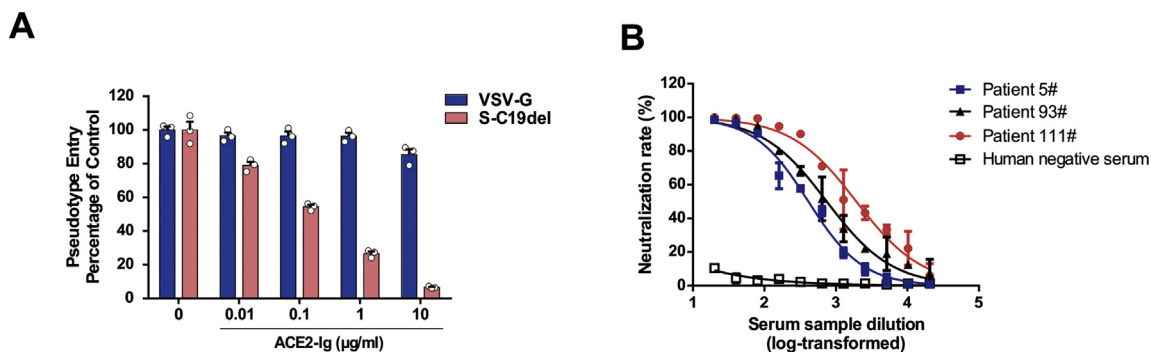 A
Pseudotype Entry
Percentage of Control
120
100
80
60
40
20
0
0
0.01
0.1
1
10
ACE2-Ig (μg/ml)
VSV-G
S-C19del
B
Neutralization rate (%)
120
100
80
60
40
20
0
1
2
3
4
5
Serum sample dilution
(log-transformed)
Patient 5#
Patient 93#
Patient 111#
Human negative serum